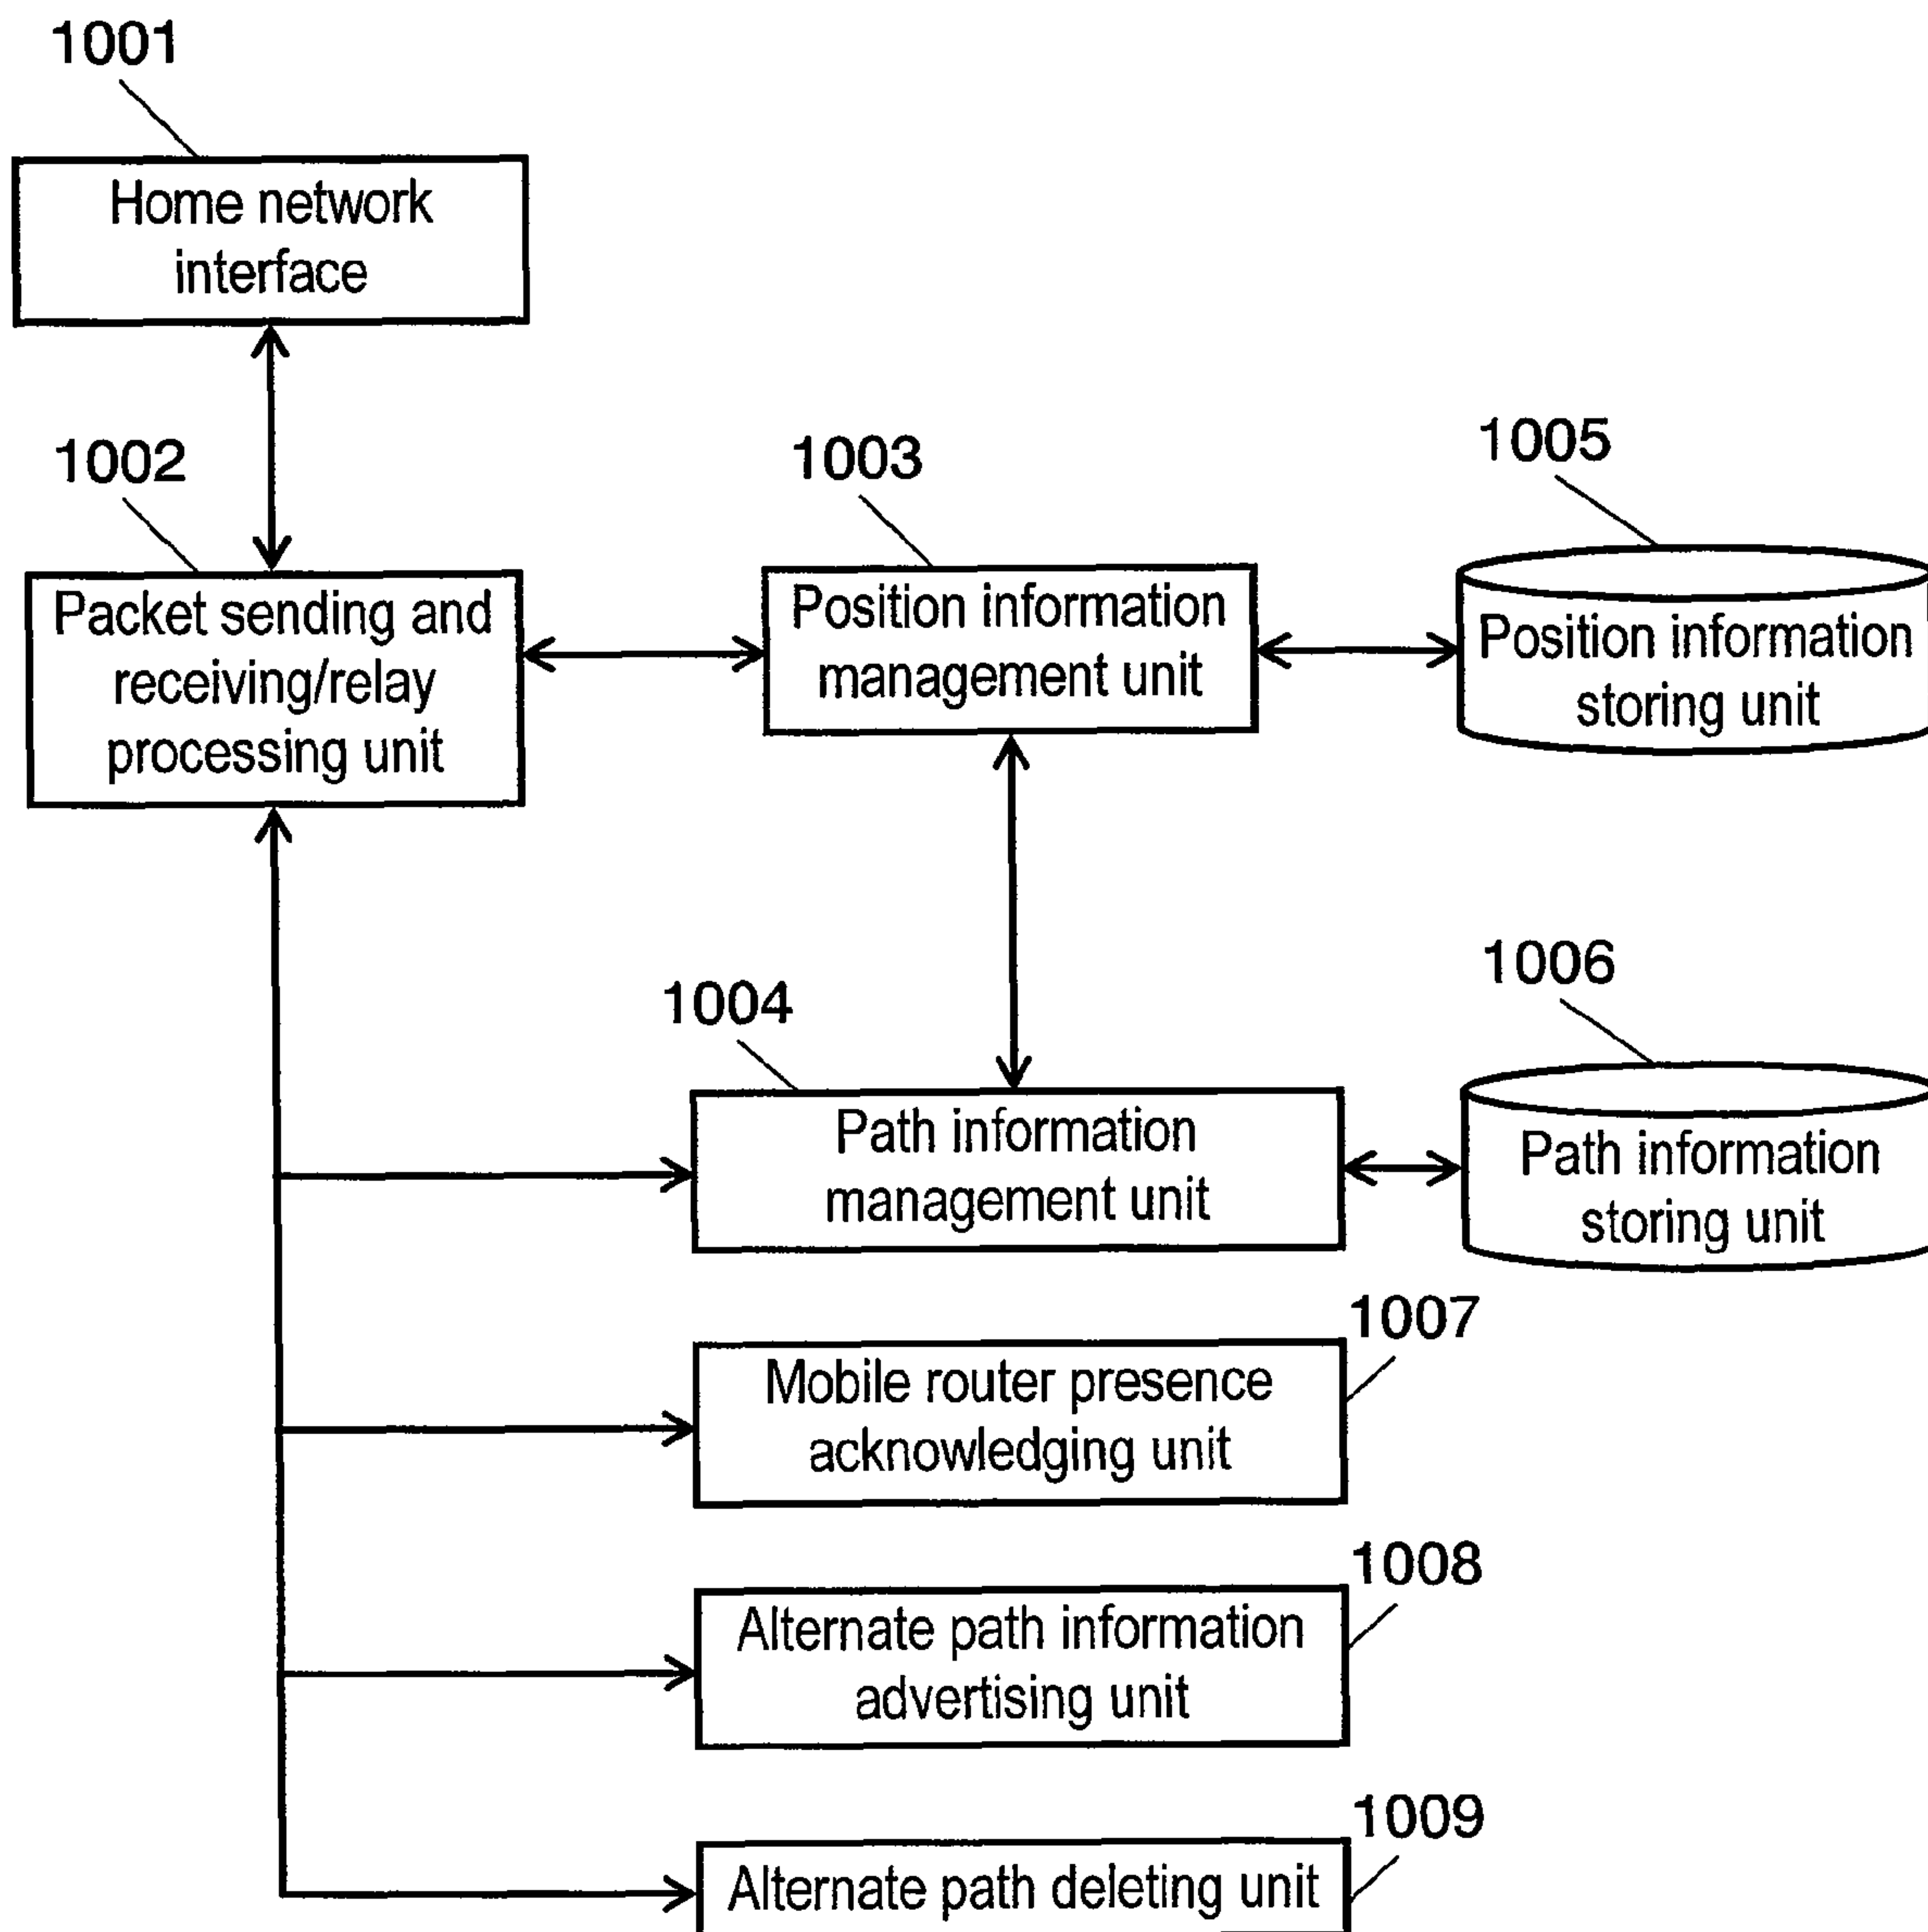 1001
Home network
interface
1002
Packet sending and
receiving/relay
processing unit
1003
Position information
management unit
1005
Position information
storing unit
1004
Path information
management unit
1006
Path information
storing unit
1007
Mobile router presence
acknowledging unit
1008
Alternate path information
advertising unit
1009
Alternate path deleting unit